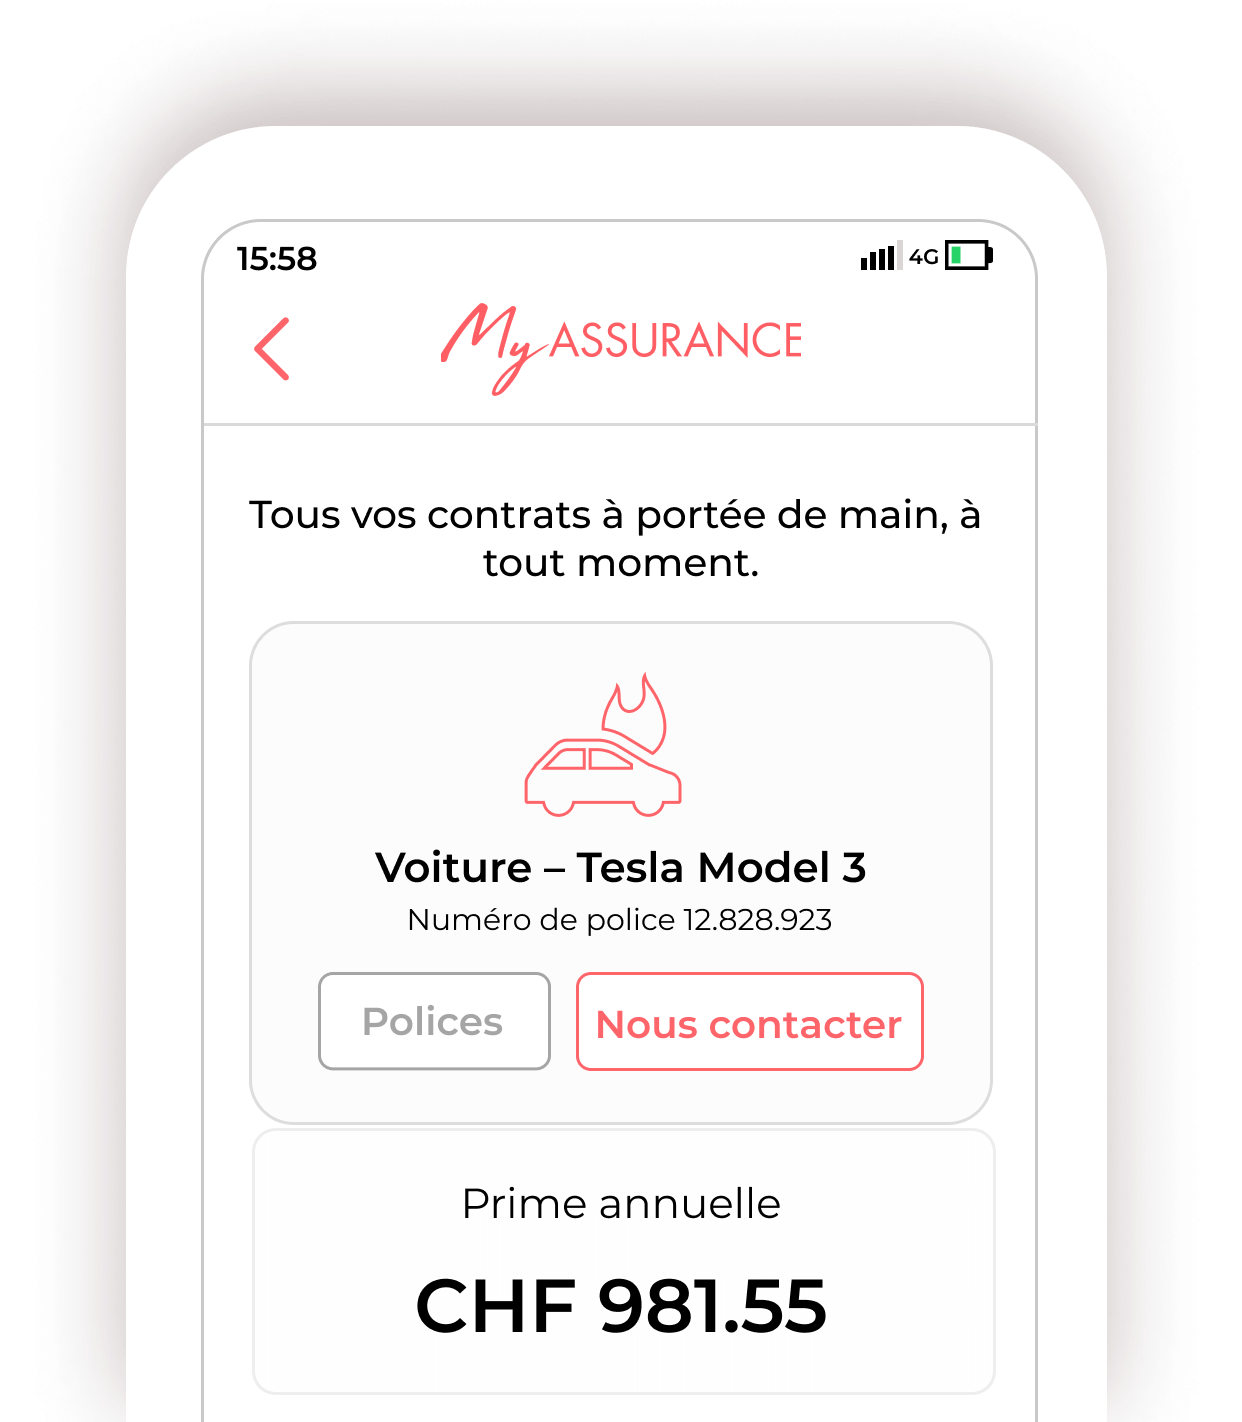 15:58
4G
My ASSURANCE
Tous vos contrats à portée de main, à
tout moment.
Voiture – Tesla Model 3
Numéro de police 12.828.923
Polices
Nous contacter
Prime annuelle
CHF 981.55